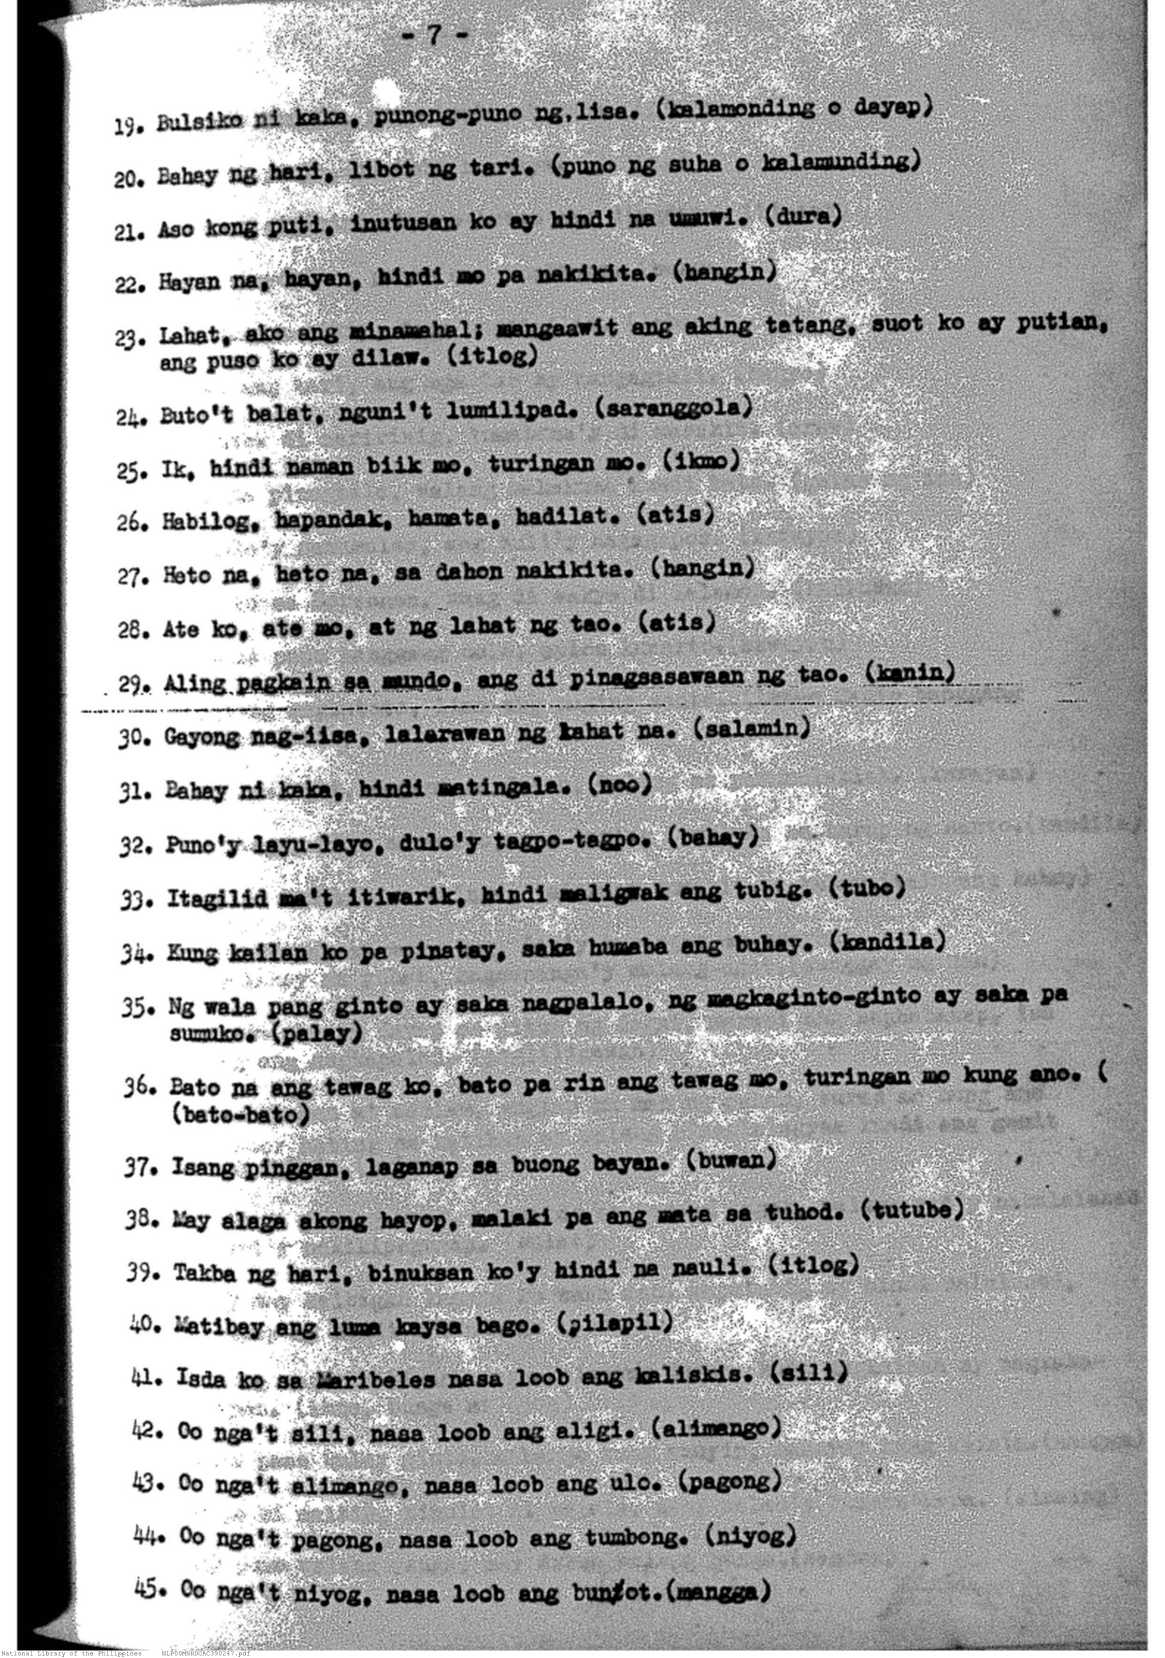 - 7 -
19. Bulsiko ni kaka, punong-puno ng,lisa. (kalamonding o dayap)
20. Bahay ng hari, libot ng tari. (puno ng suha o kalamunding)
21. Aso kong puti, inutusan ko ay hindi na umuwi. (dura)
22. Hayan na, hayan, hindi mo pa nakikita. (hangin)
23. Lahat, ako ang minamahal; mangaawit ang aking tatang, suot ko ay putian,
ang puso ko ay dilaw. (itlog)
24. Buto't balat, nguni't lumilipad. (saranggola)
25. Ik, hindi naman biik mo, turingan mo. (ikmo)
26. Habilog, hapandak, hamata, hadilat. (atis)
27. Heto na, heto na, sa dahon nakikita. (hangin)
28. Ate ko, ate mo, at ng lahat ng tao. (atis)
29. Aling pagkain sa mundo, ang di pinagsasawaan ng tao. (kanin)
30. Gayong nag-iisa, lalarawan ng lahat na. (salamin)
31. Bahay ni kaka, hindi matingala. (noo)
32. Puno'y layu-layo, dulo'y tagpo-tagpo. (bahay)
33. Itagilid ma't itiwarik, hindi maligwak ang tubig. (tubo)
34. Kung kailan ko pa pinatay, saka humaba ang buhay. (kandila)
35. Ng wala pang ginto ay saka nagpalalo, ng magkaginto-ginto ay saka pa
sumuko. (palay)
36. Bato na ang tawag ko, bato pa rin ang tawag mo, turingan mo kung ano. (
(bato-bato)
37. Isang pinggan, laganap sa buong bayan. (buwan)
38. May alaga akong hayop, malaki pa ang mata sa tuhod. (tutube)
39. Takba ng hari, binuksan ko'y hindi na nauli. (itlog)
40. Matibay ang luma kaysa bago. (pilapil)
41. Isda ko sa Maribeles nasa loob ang kaliskis. (sili)
42. Oo nga't sili, nasa loob ang aligi. (alimango)
43. Oo nga't alimango, nasa loob ang ulo. (pagong)
44. Oo nga't pagong, nasa loob ang tumbong. (niyog)
45. Oo nga't niyog, nasa loob ang bunot.(mangga)
National Library of the Philippines